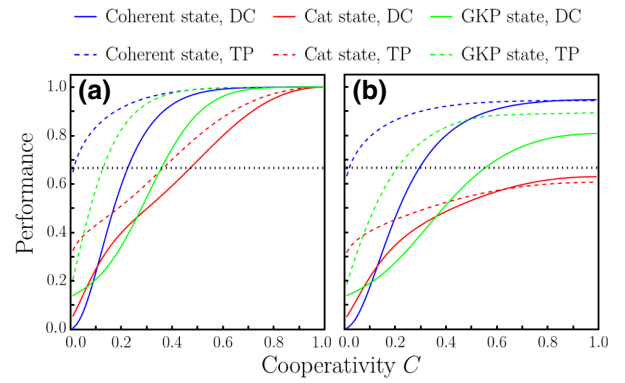 Coherent state, DC Cat state, DC GKP state, DC
Coherent state, TP Cat state, TP GKP state, TP
(a) (b)
Performance
1.0
0.8
0.6
0.4
0.2
0.0
0.0 0.2 0.4 0.6 0.8 1.0 0.0 0.2 0.4 0.6 0.8 1.0
Cooperativity C